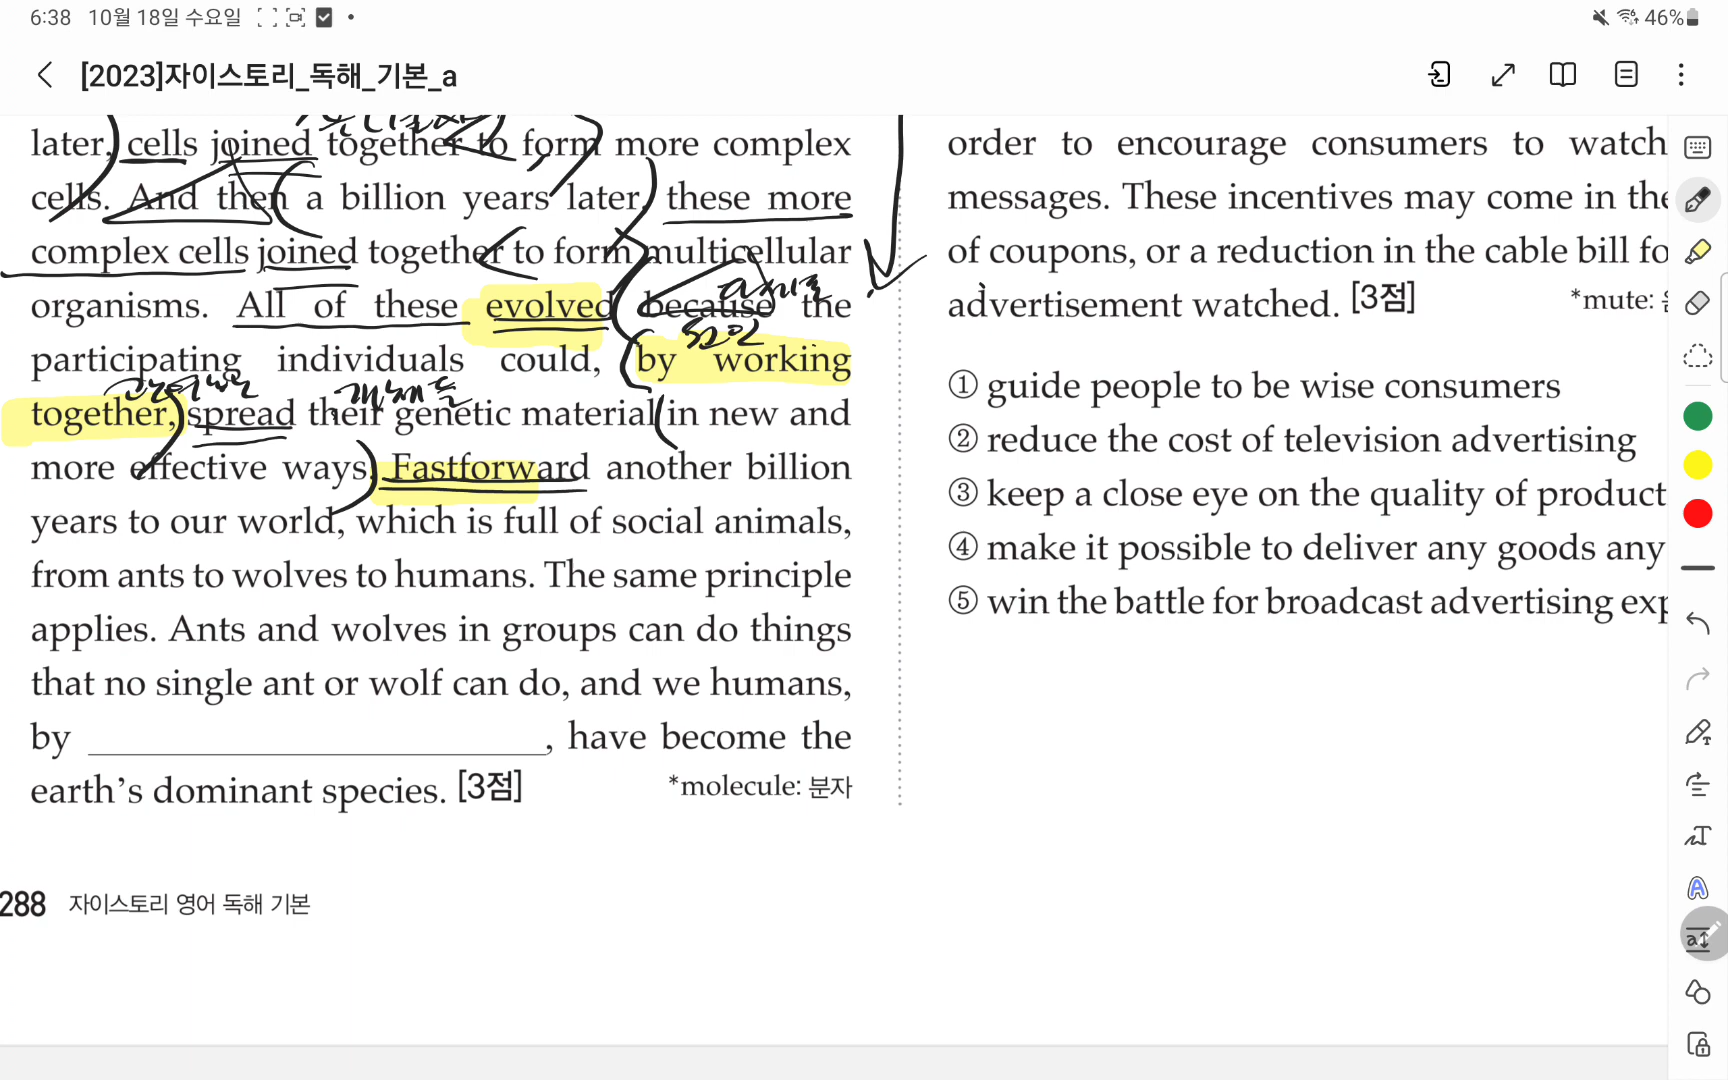 6:38 10월 18일 수요일
46%
[2023]자이스토리_독해_기본_a
later, cells joined together to form more complex
cells. And then a billion years later, these more
complex cells joined together to form multicellular
organisms. All of these evolved because the
participating individuals could, by working
together, spread their genetic material in new and
more effective ways. Fastforward another billion
years to our world, which is full of social animals,
from ants to wolves to humans. The same principle
applies. Ants and wolves in groups can do things
that no single ant or wolf can do, and we humans,
by ____________________, have become the
earth's dominant species. [3점]
*molecule: 분자
288 자이스토리 영어 독해 기본
order to encourage consumers to watch
messages. These incentives may come in the
of coupons, or a reduction in the cable bill fo
advertisement watched. [3점]
*mute:
① guide people to be wise consumers
② reduce the cost of television advertising
③ keep a close eye on the quality of product
④ make it possible to deliver any goods any
⑤ win the battle for broadcast advertising exp